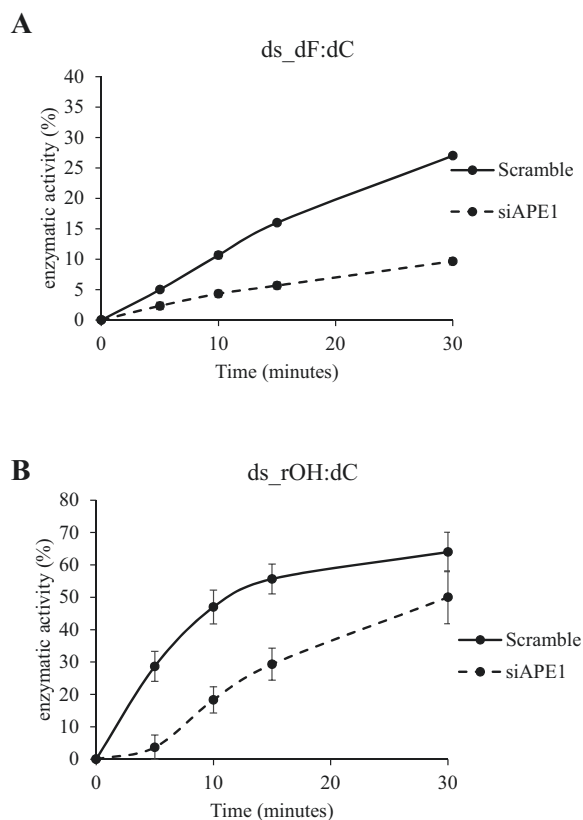 A
ds_dF:dC
enzymatic activity (%)
40
35
30
25
20
15
10
5
0
0 10 20 30
Time (minutes)
Scramble
siAPE1
B
ds_rOH:dC
enzymatic activity (%)
80
70
60
50
40
30
20
10
0
0 10 20 30
Time (minutes)
Scramble
siAPE1